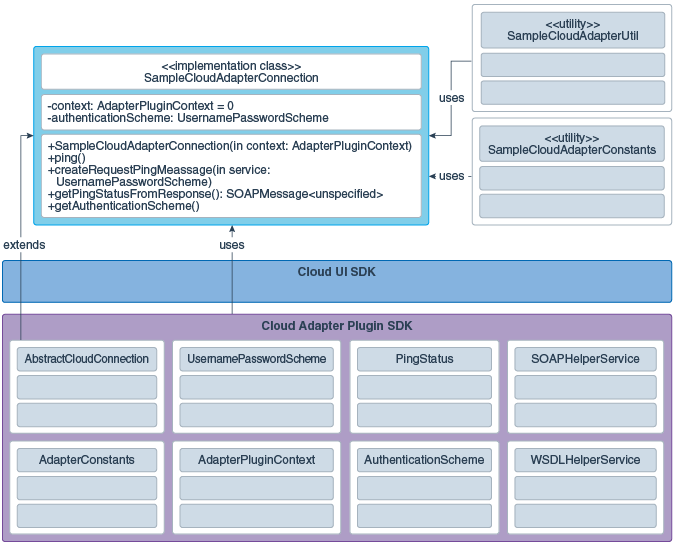 <<utility>>
SampleCloudAdapterUtil
<<implementation class>>
SampleCloudAdapterConnection
-context: AdapterPluginContext = 0
-authenticationScheme: UsernamePasswordScheme
uses
+SampleCloudAdapterConnection(in context: AdapterPluginContext)
+ping()
+createRequestPingMeassage(in service:
UsernamePasswordScheme)
+getPingStatusFromResponse(): SOAPMessage<unspecified>
+getAuthenticationScheme()
<<utility>>
SampleCloudAdapterConstants
uses
extends
uses
Cloud UI SDK
Cloud Adapter Plugin SDK
AbstractCloudConnection
UsernamePasswordScheme
PingStatus
SOAPHelperService
AdapterConstants
AdapterPluginContext
AuthenticationScheme
WSDLHelperService